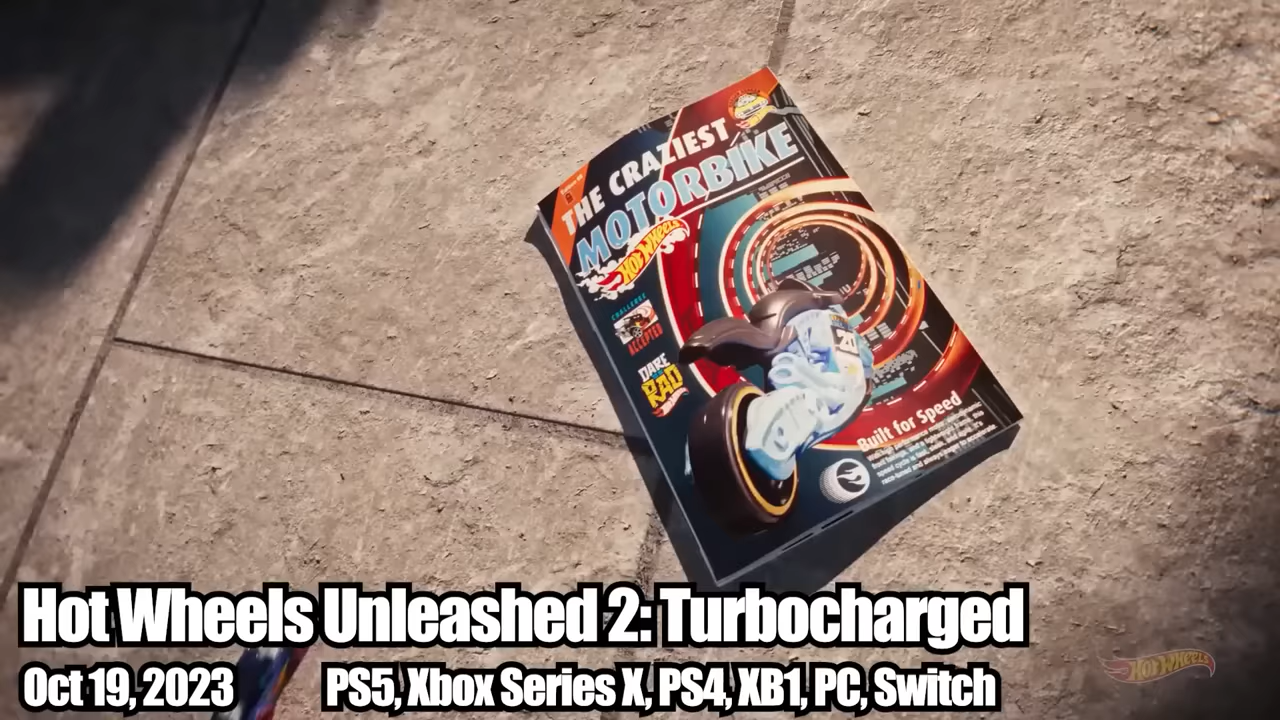 THE CRAZIEST
MOTORBIKE
HOT WHEELS
CHALLENGE
ACCEPTED
DARE
RAD
Built for Speed
Hot Wheels Unleashed 2: Turbocharged
Oct 19, 2023 PS5, Xbox Series X, PS4, XB1, PC, Switch
HOT WHEELS